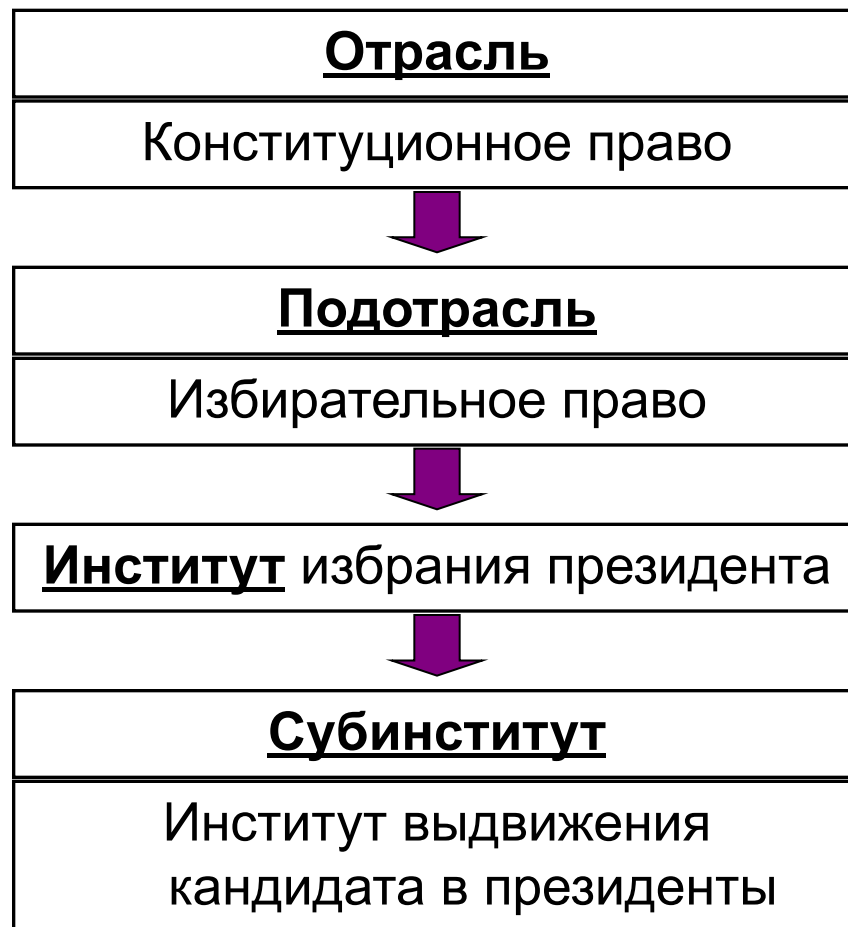 Отрасль
Конституционное право
Подотрасль
Избирательное право
Институт избрания президента
Субинститут
Институт выдвижения
кандидата в президенты